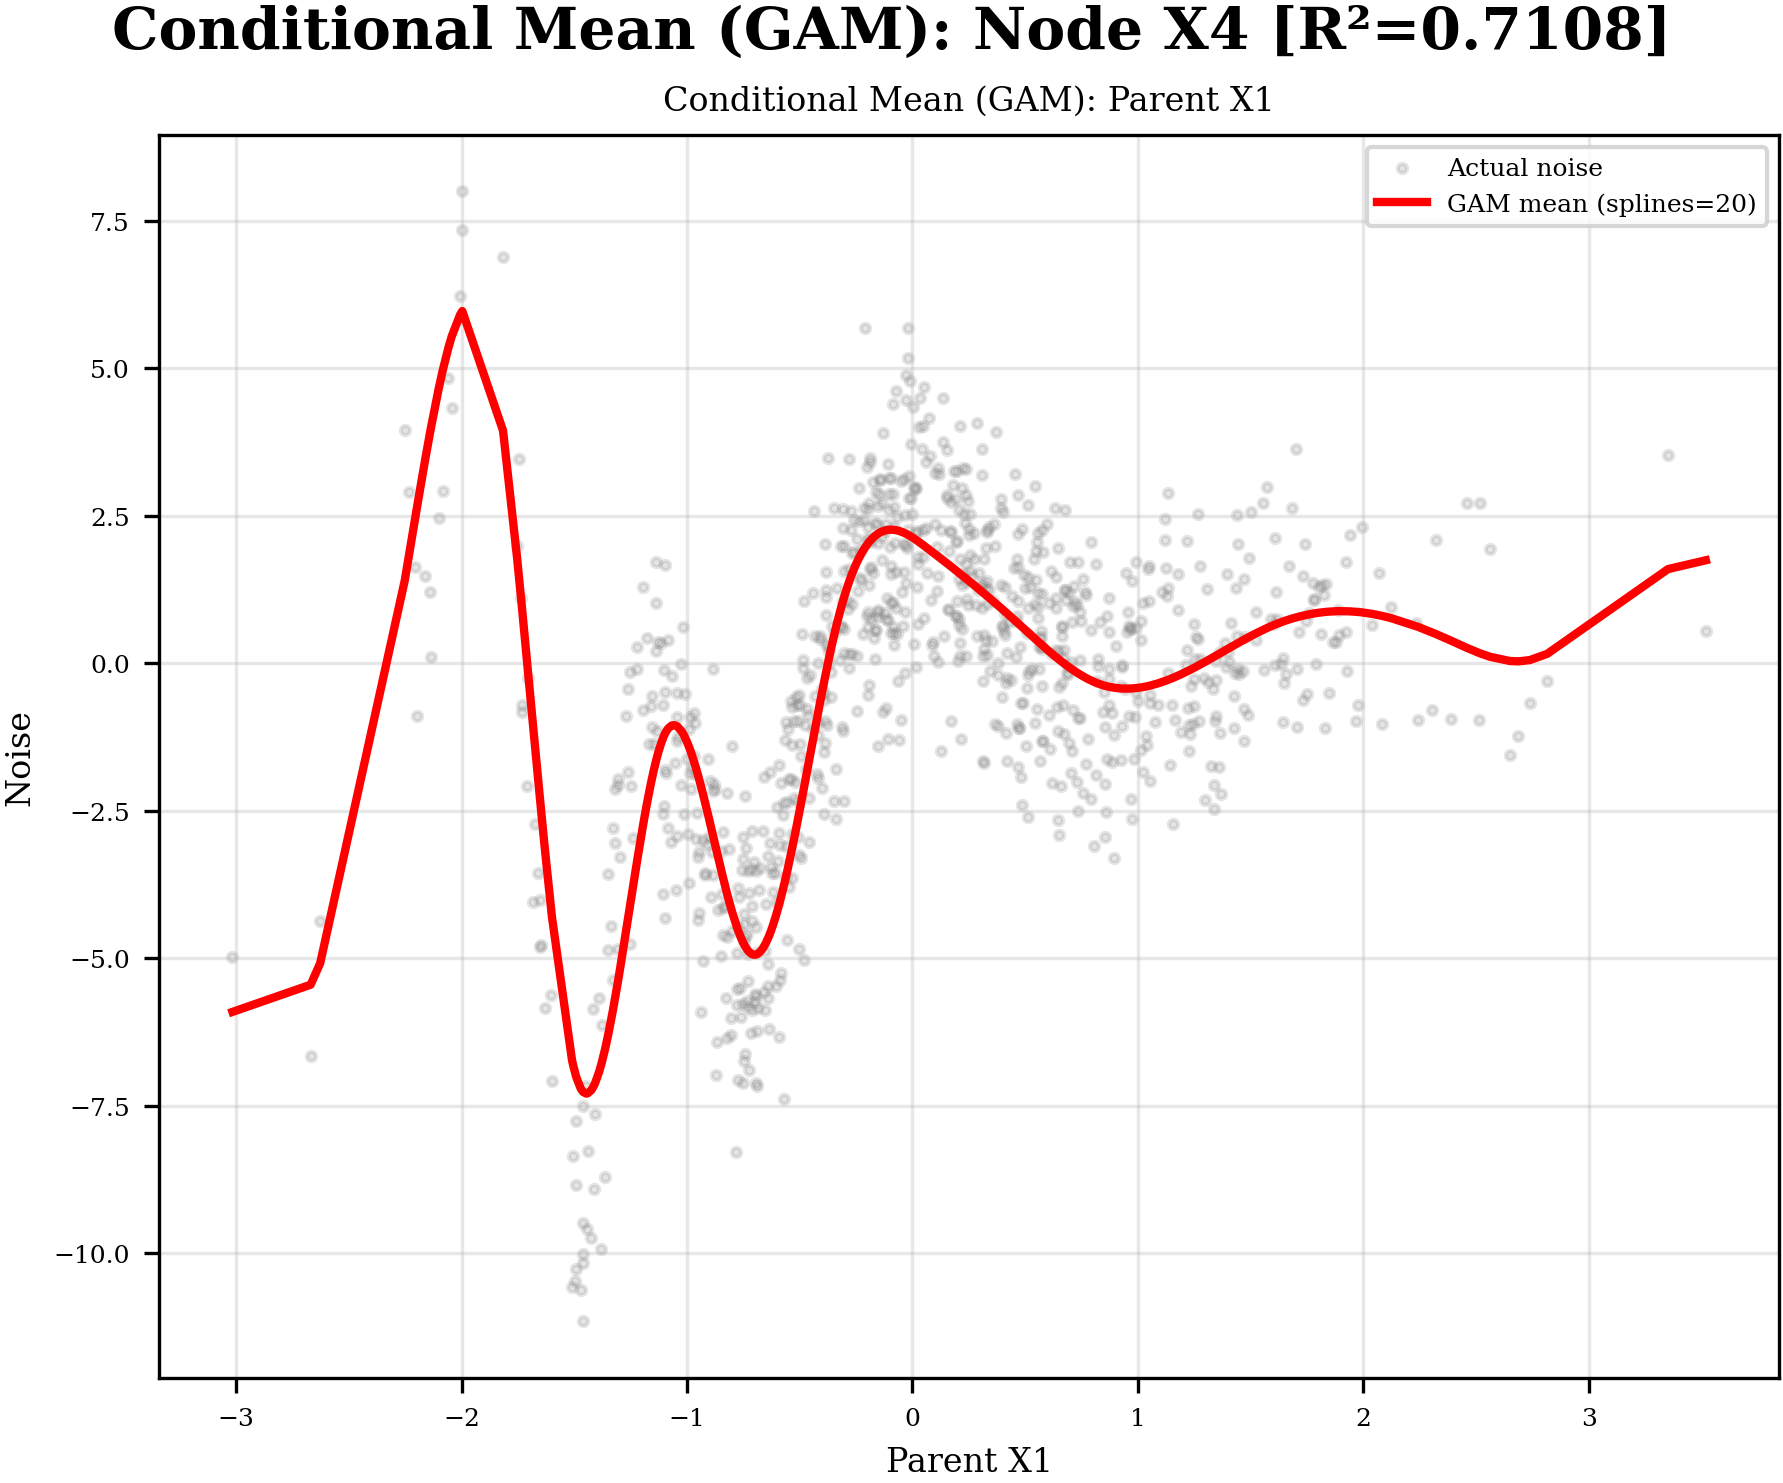 Conditional Mean (GAM): Node X4 [R²=0.7108]
Conditional Mean (GAM): Parent X1
Actual noise
GAM mean (splines=20)
Noise
7.5
5.0
2.5
0.0
−2.5
−5.0
−7.5
−10.0
−3
−2
−1
0
1
2
3
Parent X1